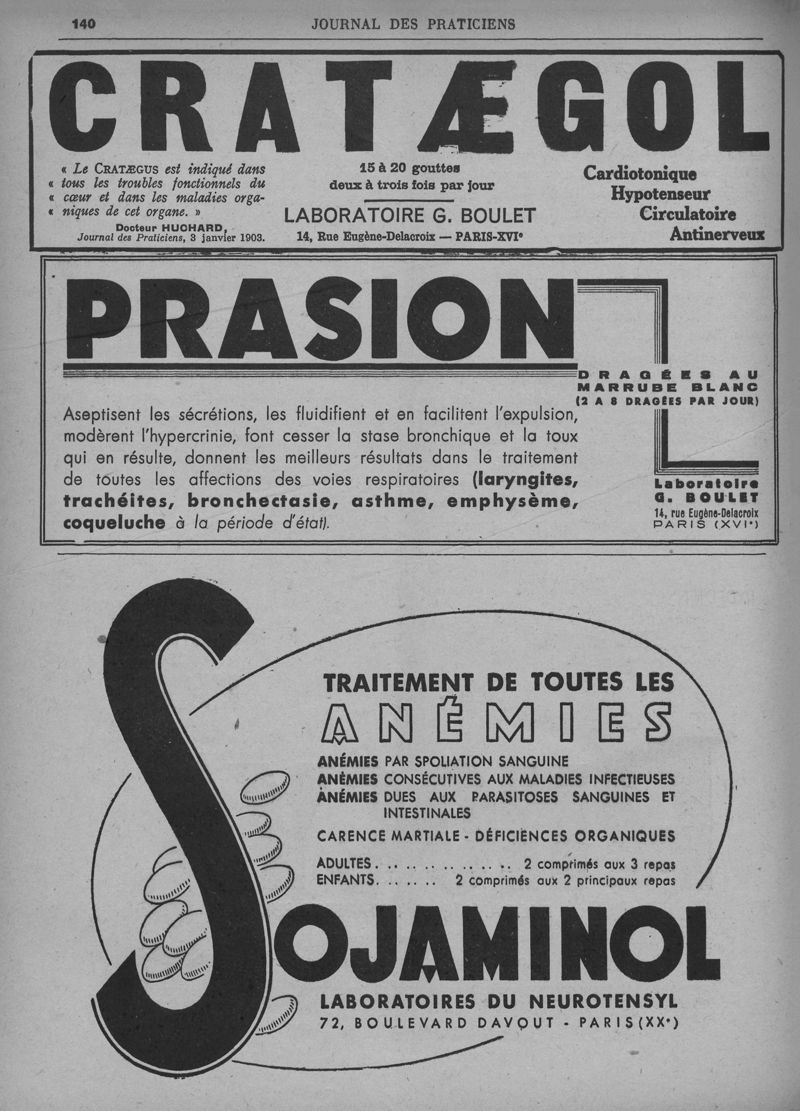 140
JOURNAL DES PRATICIENS
CRATÆGOL
« Le CRATÆGUS est indiqué dans
« tous les troubles fonctionnels du
« cœur et dans les maladies orga-
« niques de cet organe. »
Docteur HUCHARD,
Journal des Praticiens, 3 janvier 1903.
15 à 20 gouttes
deux à trois fois par jour
LABORATOIRE G. BOULET
14, Rue Eugène-Delacroix — PARIS-XVIe
Cardiotonique
Hypotenseur
Circulatoire
Antinerveux
PRASION
DRAGÉES AU
MARRUBE BLANC
(2 A 8 DRAGÉES PAR JOUR)
Aseptisent les sécrétions, les fluidifient et en facilitent l'expulsion,
modèrent l'hypercrinie, font cesser la stase bronchique et la toux
qui en résulte, donnent les meilleurs résultats dans le traitement
de toutes les affections des voies respiratoires (laryngites,
trachéites, bronchectasie, asthme, emphysème,
coqueluche à la période d'état).
Laboratoire
G. BOULET
14, rue Eugène-Delacroix
PARIS (XVIe)
TRAITEMENT DE TOUTES LES
ANÉMIES
ANÉMIES PAR SPOLIATION SANGUINE
ANÉMIES CONSÉCUTIVES AUX MALADIES INFECTIEUSES
ANÉMIES DUES AUX PARASITOSES SANGUINES ET
INTESTINALES
CARENCE MARTIALE - DÉFICIENCES ORGANIQUES
ADULTES. .. .. .. .. .. .. .. 2 comprimés aux 3 repas
ENFANTS. .. .. .. 2 comprimés aux 2 principaux repas
SOJAMINOL
LABORATOIRES DU NEUROTENSYL
72, BOULEVARD DAVOUT - PARIS (XXe)